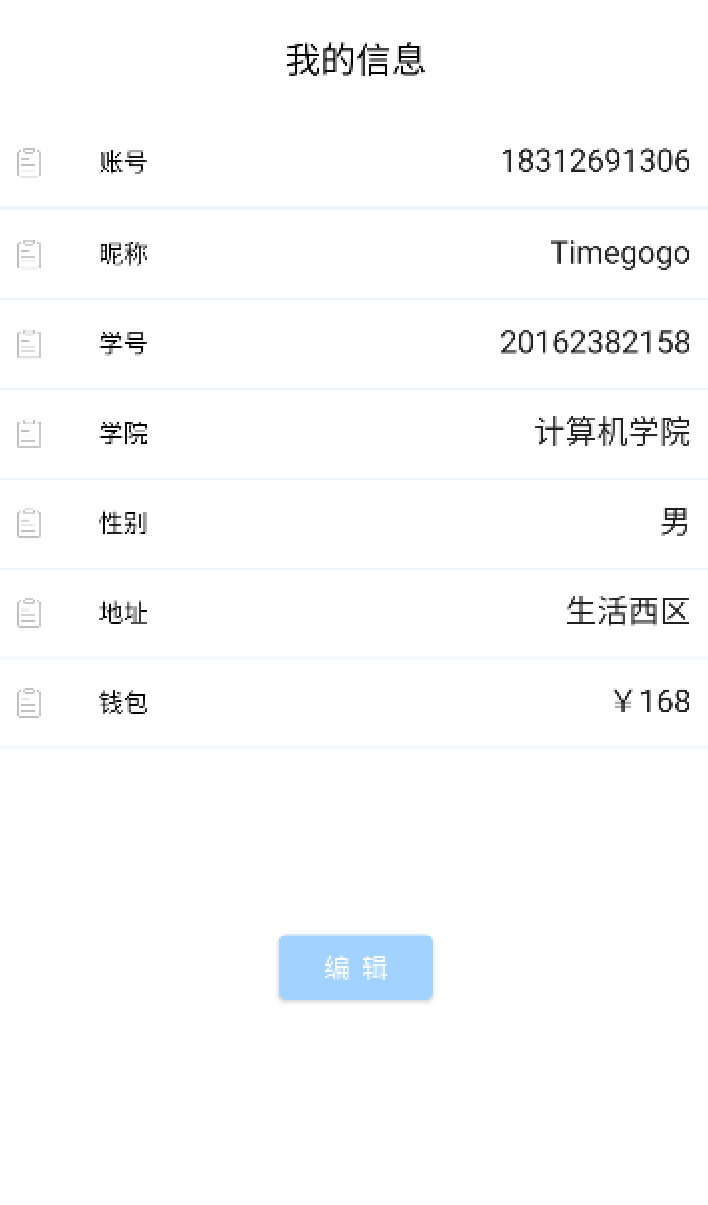 我的信息
账号 18312691306
昵称 Timegogo
学号 20162382158
学院 计算机学院
性别 男
地址 生活西区
钱包 ￥168
编 辑